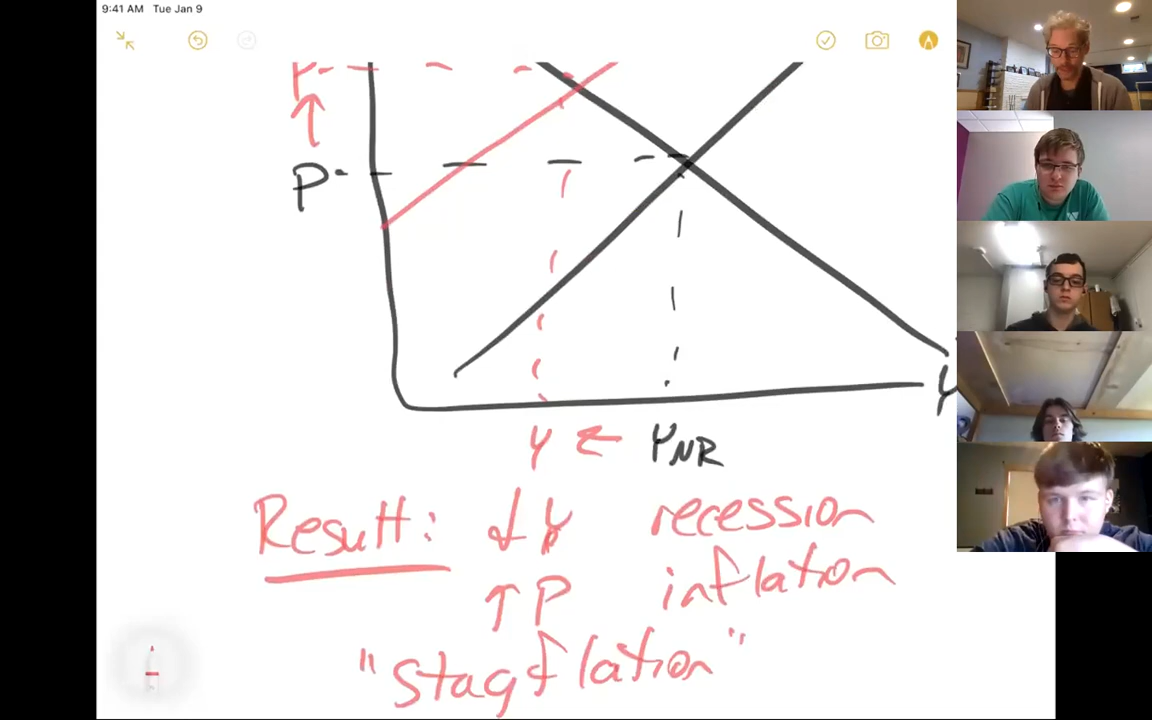 9:41 AM Tue Jan 9
P
P
Y
Y ← YNR
Result: ↓ Y recession
↑ P inflation
"stagflation"